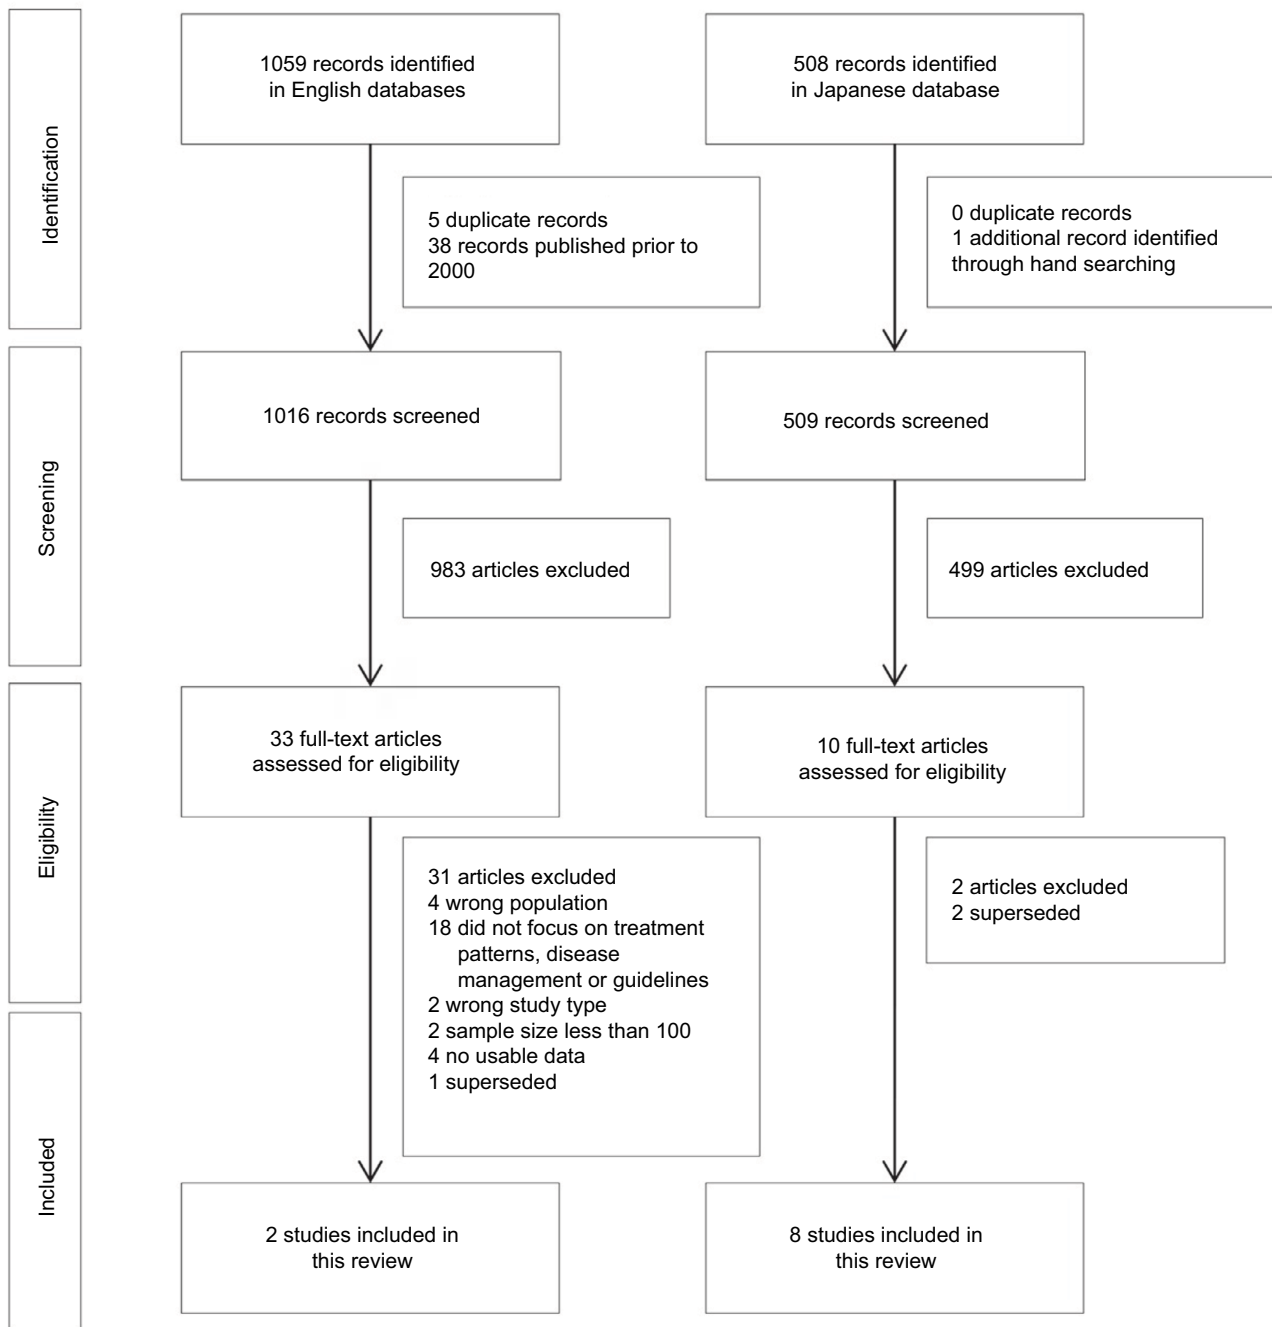 Identification
1059 records identified
in English databases
508 records identified
in Japanese database
5 duplicate records
38 records published prior to
2000
0 duplicate records
1 additional record identified
through hand searching
Screening
1016 records screened
509 records screened
983 articles excluded
499 articles excluded
Eligibility
33 full-text articles
assessed for eligibility
10 full-text articles
assessed for eligibility
31 articles excluded
4 wrong population
18 did not focus on treatment
patterns, disease
management or guidelines
2 wrong study type
2 sample size less than 100
4 no usable data
1 superseded
2 articles excluded
2 superseded
Included
2 studies included in
this review
8 studies included in
this review